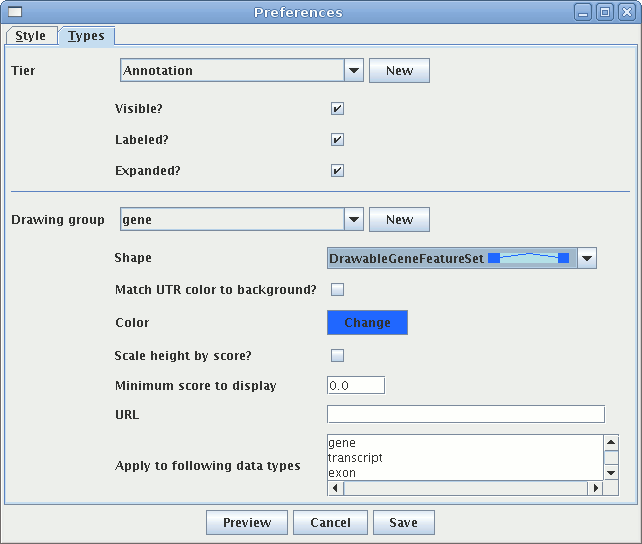 Preferences
Style Types
Tier Annotation New
Visible?
Labeled?
Expanded?
Drawing group gene New
Shape DrawableGeneFeatureSet
Match UTR color to background?
Color Change
Scale height by score?
Minimum score to display 0.0
URL
gene
transcript
Apply to following data types
exon
Preview Cancel Save